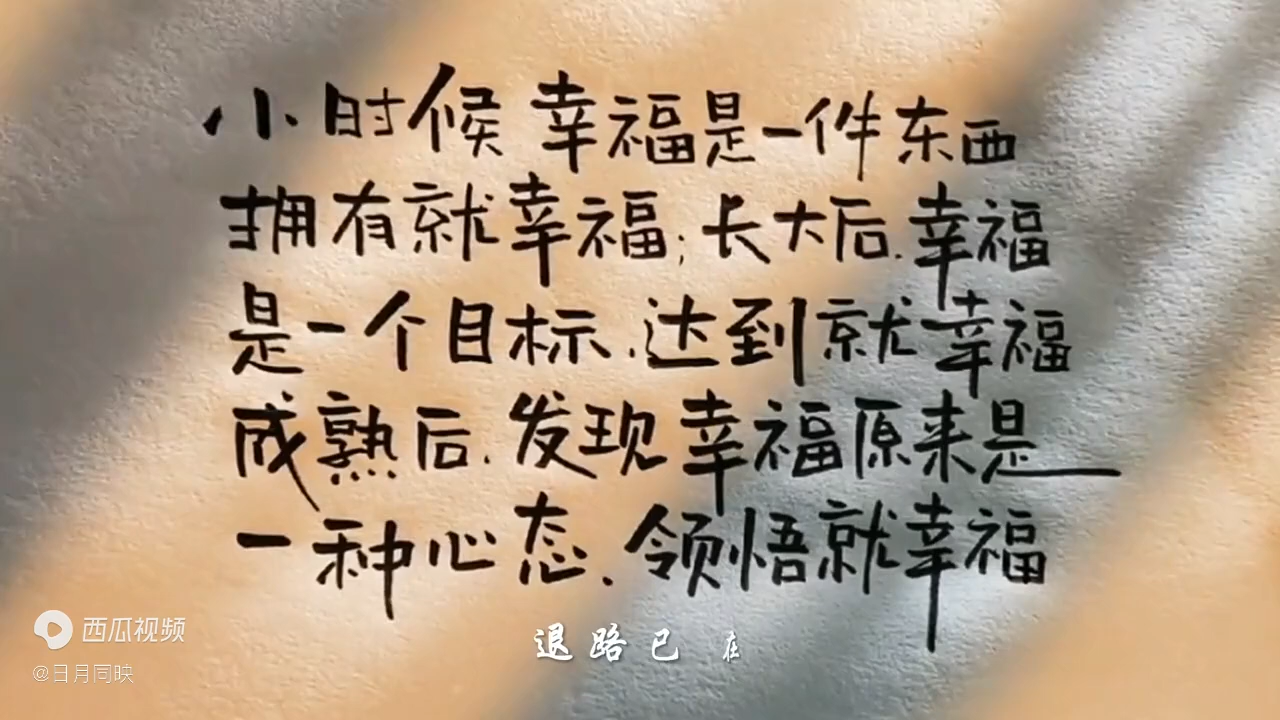 小时候幸福是一件东西
拥有就幸福；长大后.幸福
是一个目标.达到就幸福
成熟后.发现幸福原来是
一种心态.领悟就幸福
退路已 在
西瓜视频
@日月同映